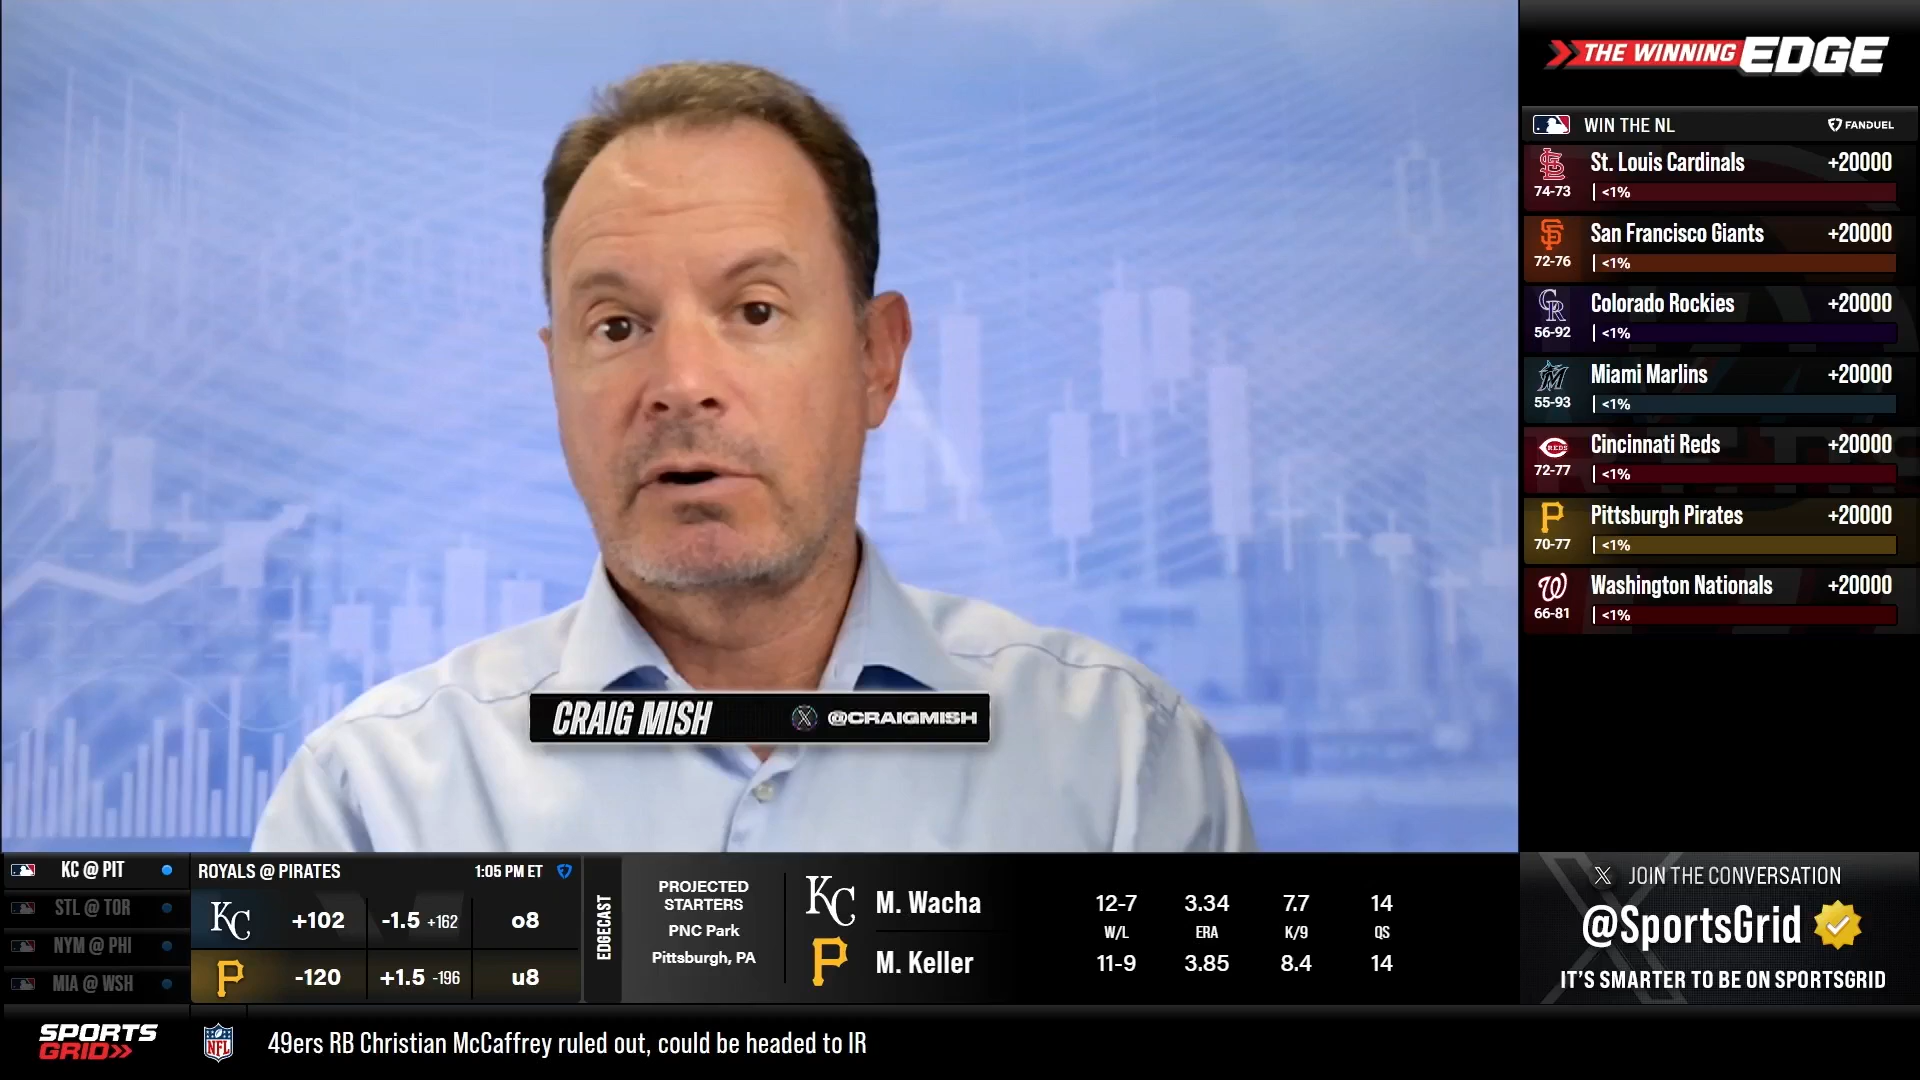 THE WINNING EDGE
WIN THE NL
FANDUEL
St. Louis Cardinals +20000
74-73 <1%
San Francisco Giants +20000
72-76 <1%
Colorado Rockies +20000
56-92 <1%
Miami Marlins +20000
55-93 <1%
Cincinnati Reds +20000
72-77 <1%
Pittsburgh Pirates +20000
70-77 <1%
Washington Nationals +20000
66-81 <1%
CRAIG MISH @CRAIGMISH
KC @ PIT
STL @ TOR
NYM @ PHI
MIA @ WSH
ROYALS @ PIRATES 1:05 PM ET
KC +102 -1.5 +162 o8
P -120 +1.5 -196 u8
EDGECAST
PROJECTED
STARTERS
PNC Park
Pittsburgh, PA
KC M. Wacha 12-7 3.34 7.7 14
W/L ERA K/9 QS
P M. Keller 11-9 3.85 8.4 14
X JOIN THE CONVERSATION
@SportsGrid
IT'S SMARTER TO BE ON SPORTSGRID
SPORTS
GRID
NFL
49ers RB Christian McCaffrey ruled out, could be headed to IR